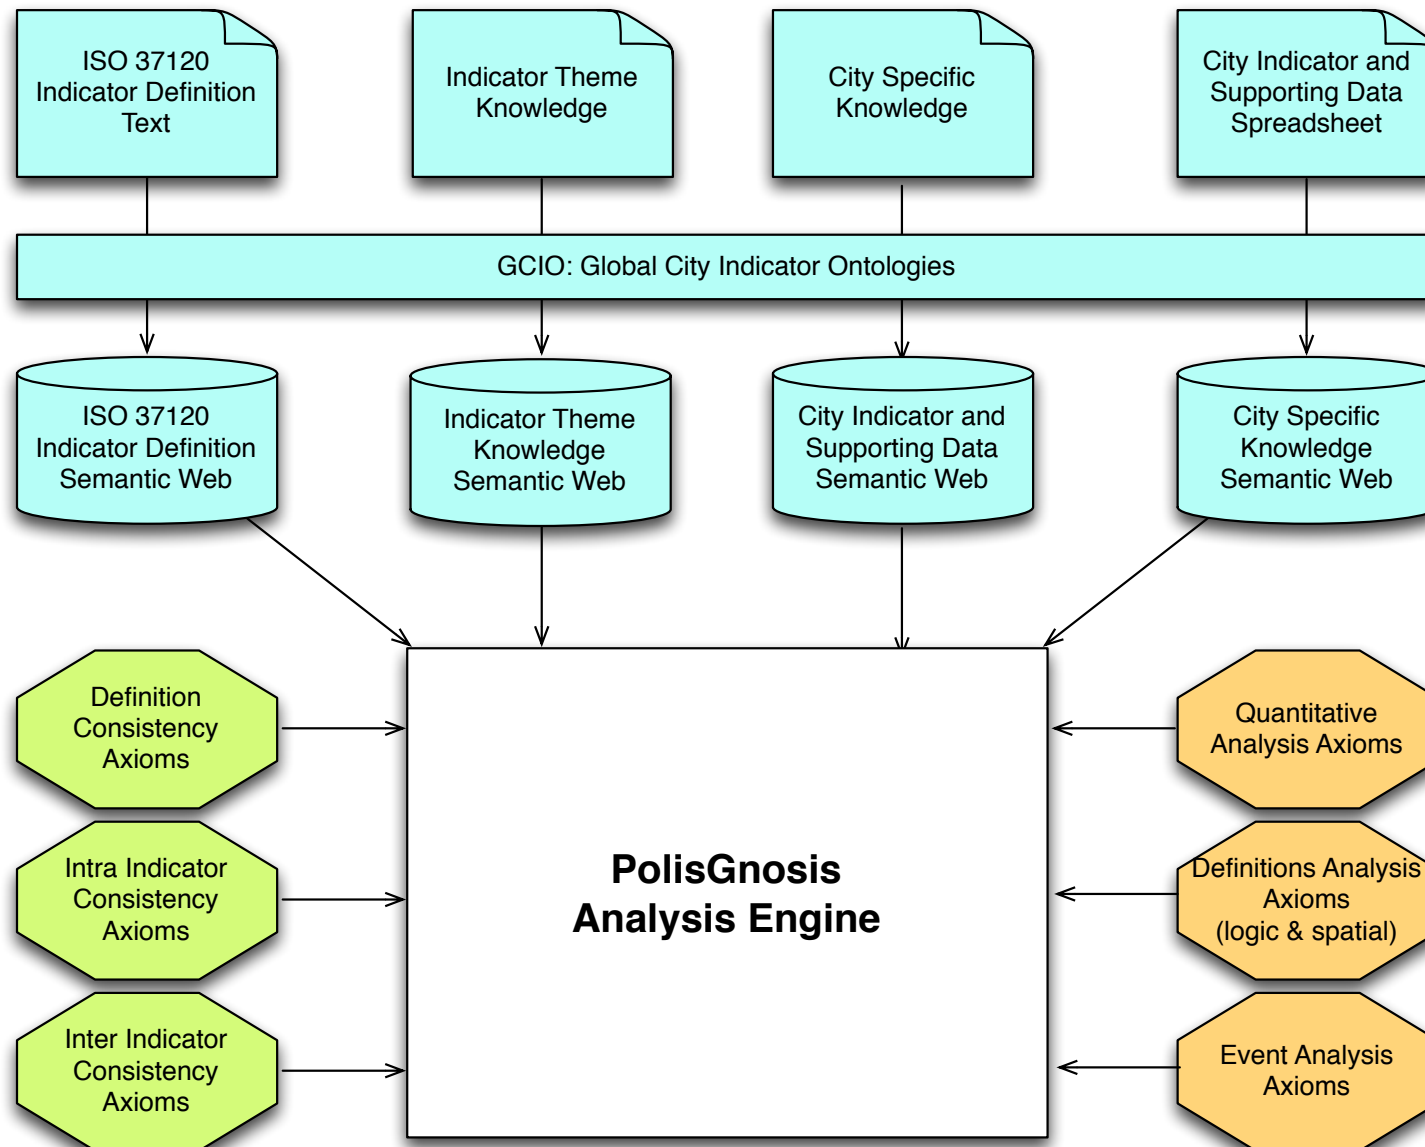 ISO 37120
Indicator Definition
Text
Indicator Theme
Knowledge
City Specific
Knowledge
City Indicator and
Supporting Data
Spreadsheet
GCIO: Global City Indicator Ontologies
ISO 37120
Indicator Definition
Semantic Web
Indicator Theme
Knowledge
Semantic Web
City Indicator and
Supporting Data
Semantic Web
City Specific
Knowledge
Semantic Web
Definition
Consistency
Axioms
Intra Indicator
Consistency
Axioms
Inter Indicator
Consistency
Axioms
PolisGnosis
Analysis Engine
Quantitative
Analysis Axioms
Definitions Analysis
Axioms
(logic & spatial)
Event Analysis
Axioms